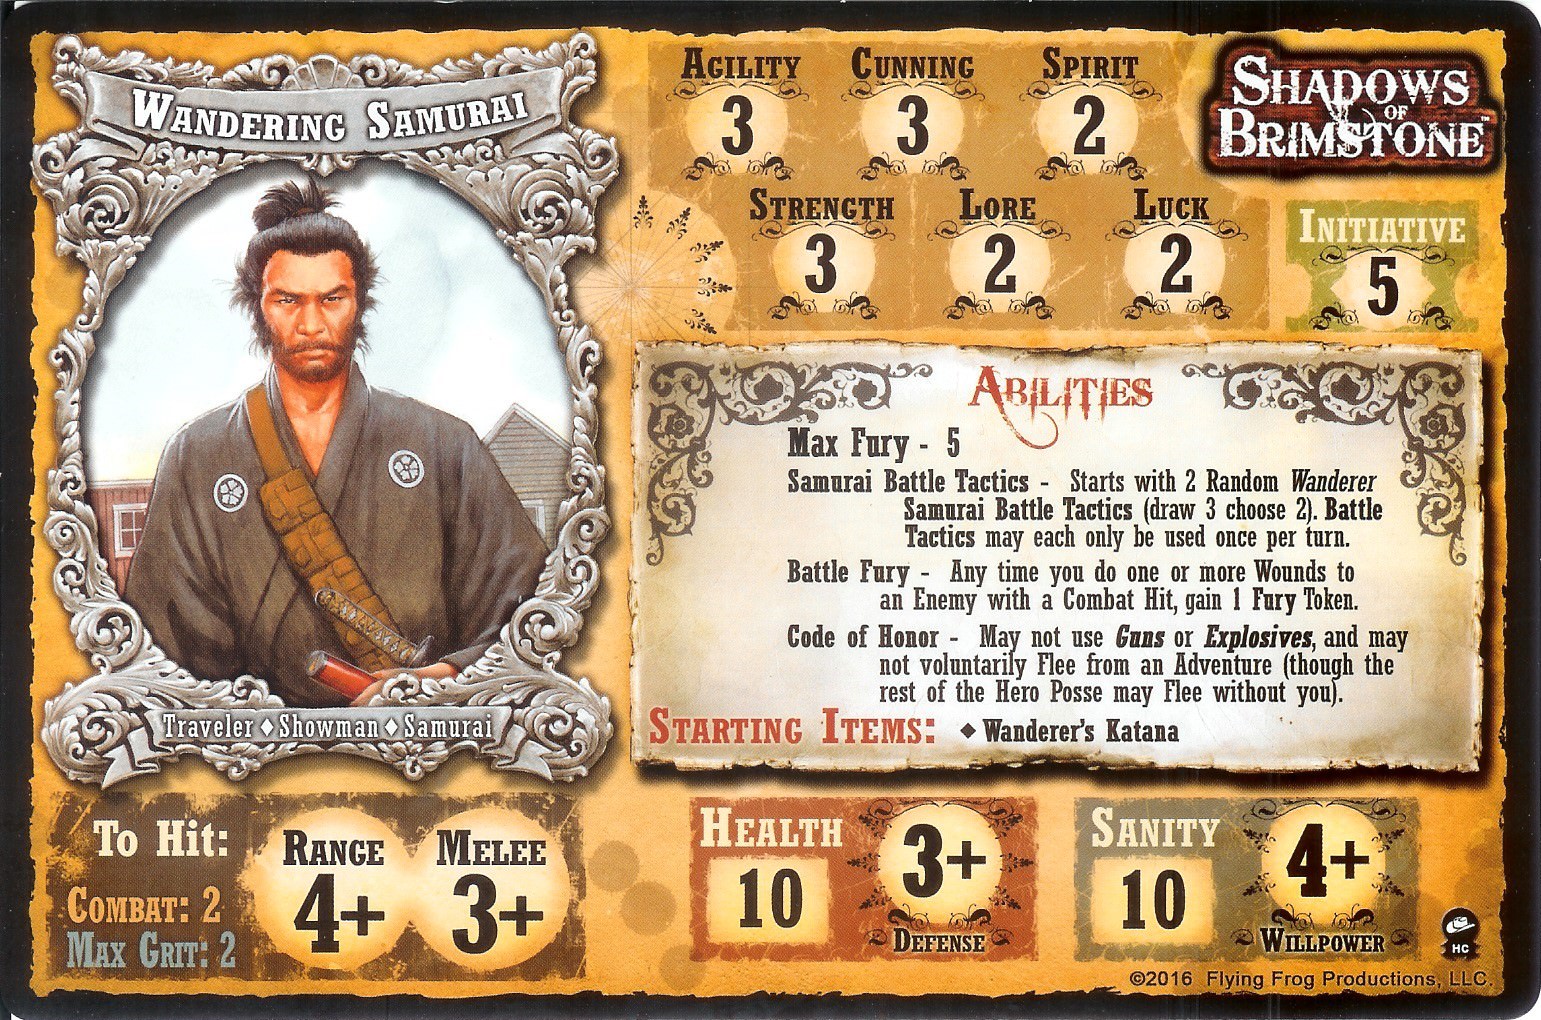 Wandering Samurai
Traveler ♦ Showman ♦ Samurai
Agility
3
Cunning
3
Spirit
2
Strength
3
Lore
2
Luck
2
Shadows
of
Brimstone™
Initiative
5
Abilities
Max Fury - 5
Samurai Battle Tactics - Starts with 2 Random Wanderer
Samurai Battle Tactics (draw 3 choose 2). Battle
Tactics may each only be used once per turn.
Battle Fury - Any time you do one or more Wounds to
an Enemy with a Combat Hit, gain 1 Fury Token.
Code of Honor - May not use Guns or Explosives, and may
not voluntarily Flee from an Adventure (though the
rest of the Hero Posse may Flee without you).
Starting Items: ♦ Wanderer's Katana
To Hit:
Combat: 2
Max Grit: 2
Range
4+
Melee
3+
Health
10
3+
Defense
Sanity
10
4+
Willpower
HC
©2016 Flying Frog Productions, LLC.